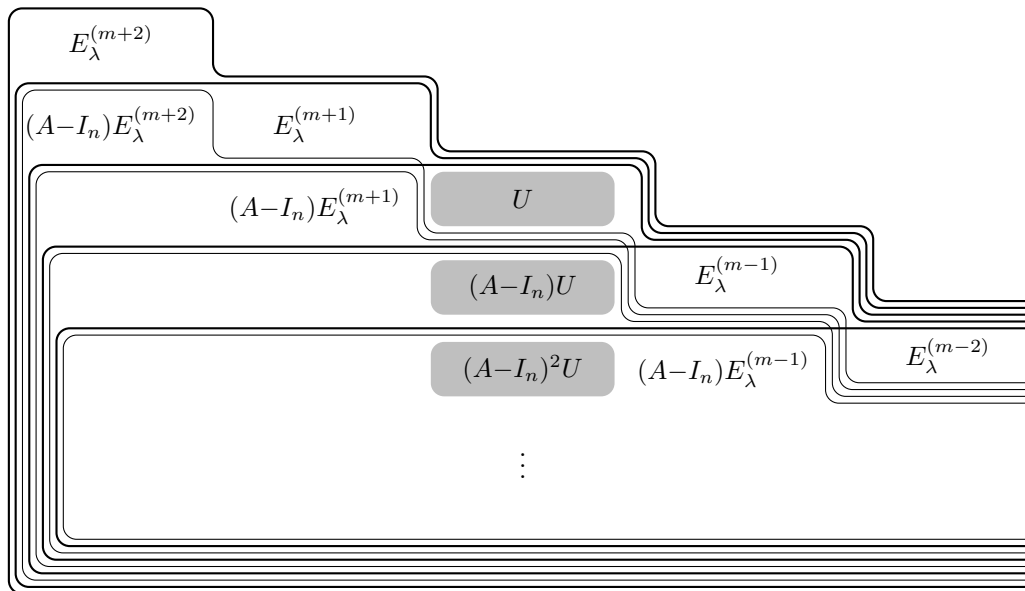 $E_\lambda^{(m+2)}$
$(A-I_n)E_\lambda^{(m+2)}$ $E_\lambda^{(m+1)}$
$(A-I_n)E_\lambda^{(m+1)}$ $U$
$(A-I_n)U$ $E_\lambda^{(m-1)}$
$(A-I_n)^2U$ $(A-I_n)E_\lambda^{(m-1)}$ $E_\lambda^{(m-2)}$
⋮